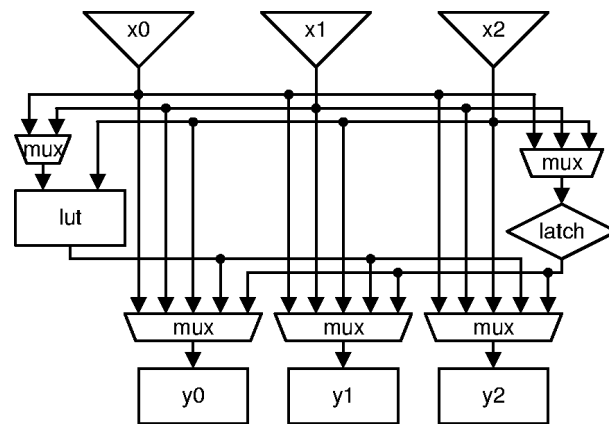 x0 x1 x2
mux mux
lut latch
mux mux mux
y0 y1 y2